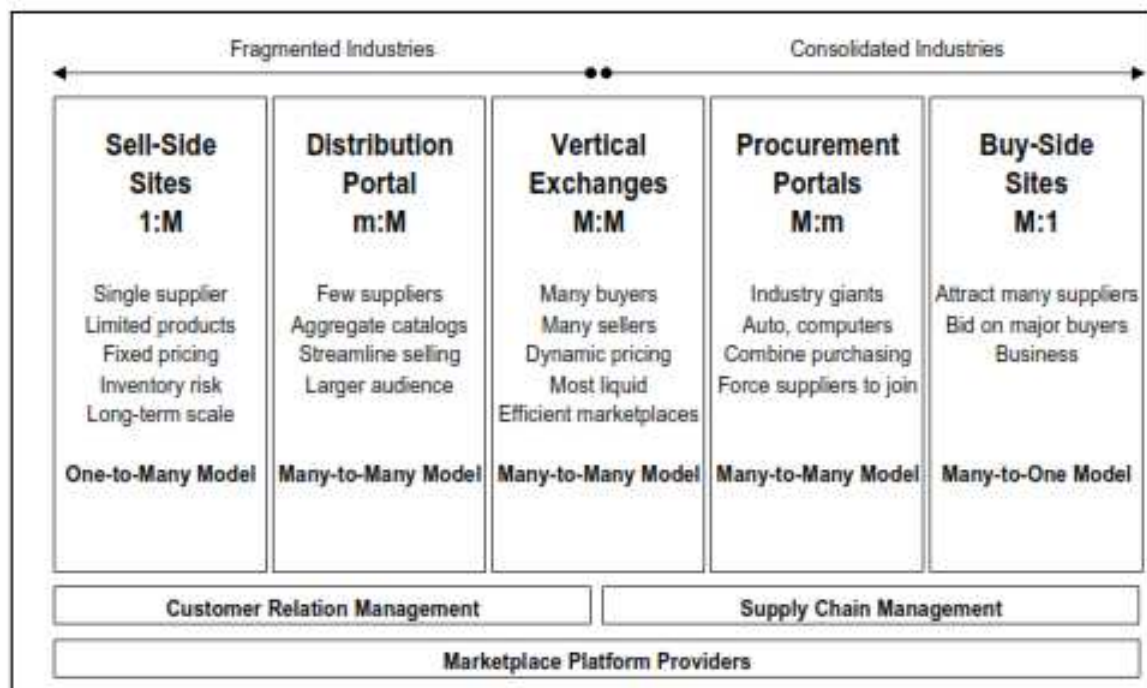 Fragmented Industries
Consolidated Industries
Sell-Side
Sites
1:M
Single supplier
Limited products
Fixed pricing
Inventory risk
Long-term scale
One-to-Many Model
Distribution
Portal
m:M
Few suppliers
Aggregate catalogs
Streamline selling
Larger audience
Many-to-Many Model
Vertical
Exchanges
M:M
Many buyers
Many sellers
Dynamic pricing
Most liquid
Efficient marketplaces
Many-to-Many Model
Procurement
Portals
M:m
Industry giants
Auto, computers
Combine purchasing
Force suppliers to join
Many-to-Many Model
Buy-Side
Sites
M:1
Attract many suppliers
Bid on major buyers
Business
Many-to-One Model
Customer Relation Management
Supply Chain Management
Marketplace Platform Providers